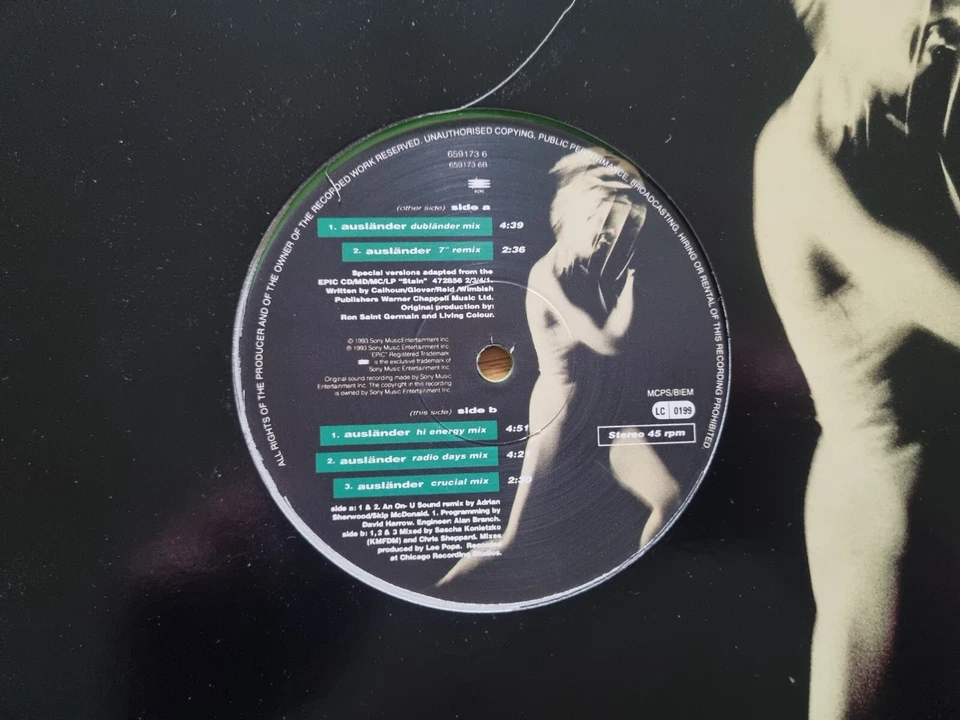 ALL RIGHTS OF THE PRODUCER AND OF THE OWNER OF THE RECORDED WORK RESERVED. UNAUTHORISED COPYING, PUBLIC PERFORMANCE, BROADCASTING, HIRING OR RENTAL OF THIS RECORDING PROHIBITED.
659173 6
659173 6B
epic
(other side) side a
1. ausländer dubländer mix 4:39
2. ausländer 7" remix 2:36
Special versions adapted from the
EPIC CD/MD/MC/LP "Stain" 472856 2/3/4/1.
Written by Calhoun/Glover/Reid/Wimbish
Publishers Warner Chappell Music Ltd.
Original production by:
Ron Saint Germain and Living Colour.
© 1993 Sony Music Entertainment Inc
℗ 1993 Sony Music Entertainment Inc
"EPIC" Registered Trademark
is the exclusive trademark of
Sony Music Entertainment Inc.
Original sound recording made by Sony Music
Entertainment Inc. The copyright in this recording
is owned by Sony Music Entertainment Inc.
MCPS/BIEM
LC 0199
Stereo 45 rpm
(this side) side b
1. ausländer hi energy mix 4:51
2. ausländer radio days mix
3. ausländer crucial mix
side a: 1 & 2. An On- U Sound remix by Adrian
Sherwood/Skip McDonald. 1. Programming by
David Harrow. Engineer: Alan Branch.
side b: 1,2 & 3 Mixed by Sascha Konietzko
(KMFDM) and Chris Sheppard. Mixes
produced by Lee Popa. Recorded
at Chicago Recording Studios.